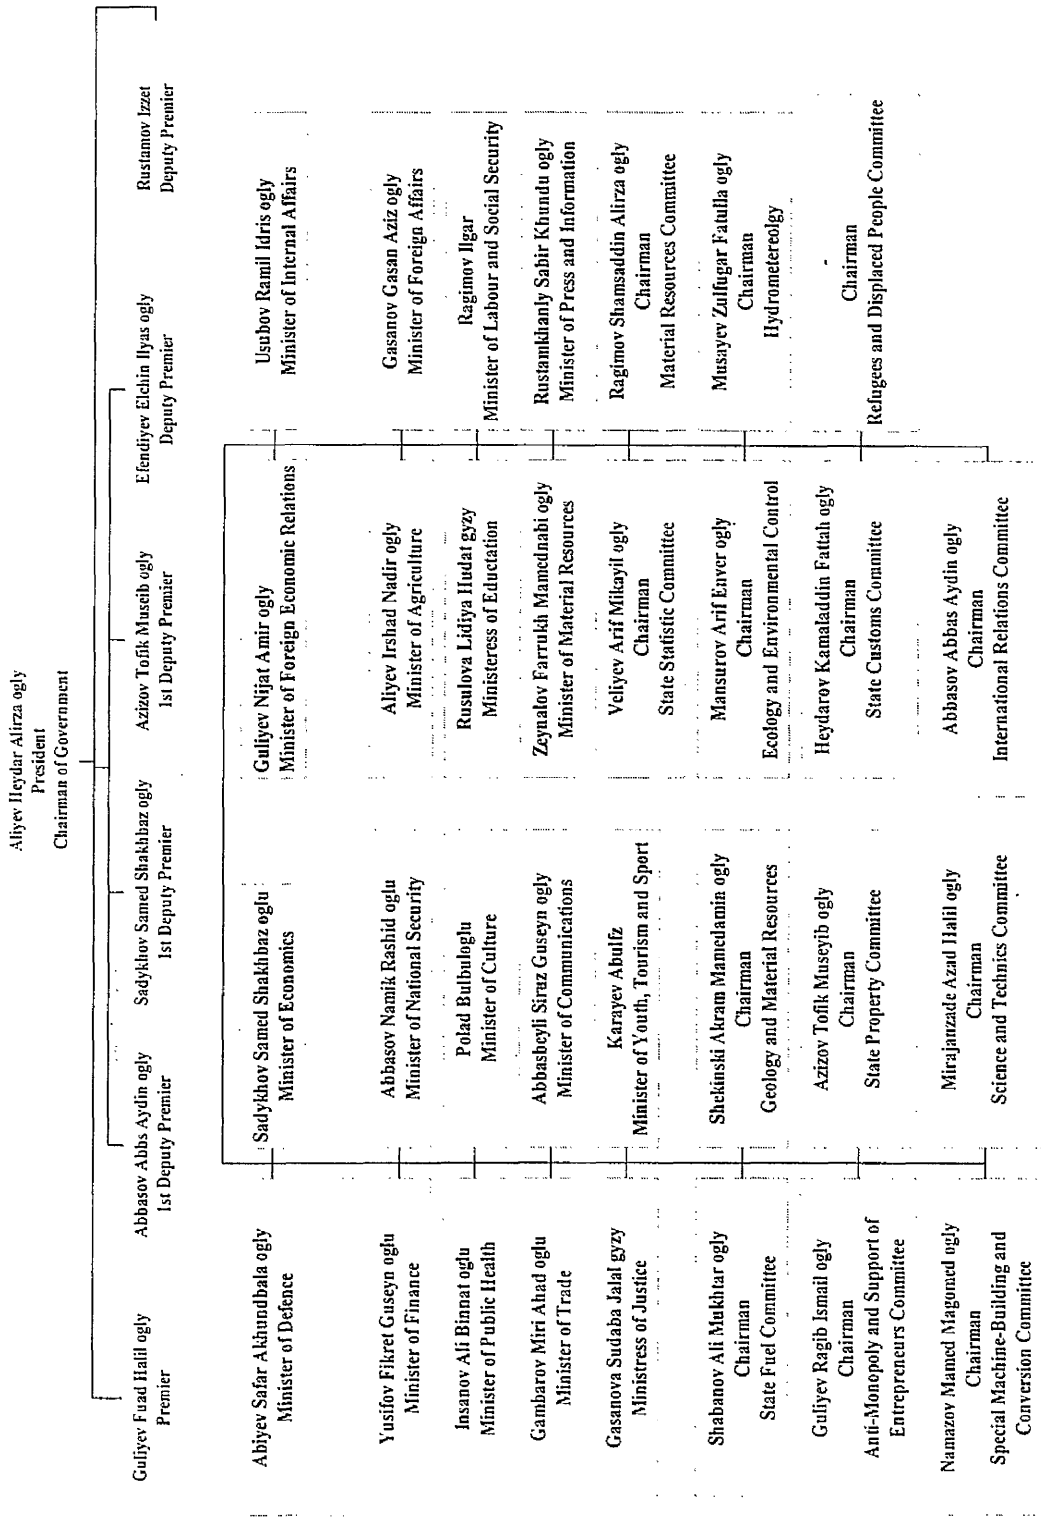 Aliyev Heydar Alirza ogly
President
Chairman of Government
Guliyev Fuad Halil ogly
Premier
Abbasov Abbs Aydin ogly
1st Deputy Premier
Sadykhov Samed Shakhbaz ogly
1st Deputy Premier
Azizov Tofik Museib ogly
1st Deputy Premier
Efendiyev Elchin Ilyas ogly
Deputy Premier
Rustamov Izzet
Deputy Premier
Abiyev Safar Akhundbala ogly
Minister of Defence
Sadykhov Samed Shakhbaz oglu
Minister of Economics
Guliyev Nijat Amir ogly
Minister of Foreign Economic Relations
Usubov Ramil Idris ogly
Minister of Internal Affairs
Yusifov Fikret Guseyn oglu
Minister of Finance
Abbasov Namik Rashid oglu
Minister of National Security
Aliyev Irshad Nadir ogly
Minister of Agriculture
Gasanov Gasan Aziz ogly
Minister of Foreign Affairs
Insanov Ali Binnat oglu
Minister of Public Health
Polad Bulbuloglu
Minister of Culture
Rusulova Lidiya Hudat gyzy
Ministeress of Eductation
Ragimov Ilgar
Minister of Labour and Social Security
Gambarov Miri Ahad oglu
Minister of Trade
Abbasbeyli Siruz Guseyn ogly
Minister of Communications
Zeynalov Farrukh Mamednabi ogly
Minister of Material Resources
Rustamkhanly Sabir Khundu ogly
Minister of Press and Information
Gasanova Sudaba Jalal gyzy
Ministress of Justice
Karayev Abulfz
Minister of Youth, Tourism and Sport
Veliyev Arif Mikayil ogly
Chairman
State Statistic Committee
Ragimov Shamsaddin Alirza ogly
Chairman
Material Resources Committee
Shabanov Ali Mukhtar ogly
Chairman
State Fuel Committee
Shekinski Akram Mamedamin ogly
Chairman
Geology and Material Resources
Mansurov Arif Enver ogly
Chairman
Ecology and Environmental Control
Musayev Zulfugar Fatulla ogly
Chairman
Hydrometereolgy
Guliyev Ragib Ismail ogly
Chairman
Anti-Monopoly and Support of
Entrepreneurs Committee
Azizov Tofik Museyib ogly
Chairman
State Property Committee
Heydarov Kamaladdin Fattah ogly
Chairman
State Customs Committee
Chairman
Refugees and Displaced People Committee
Namazov Mamed Magomed ogly
Chairman
Special Machine-Building and
Conversion Committee
Mirajanzade Azad Halil ogly
Chairman
Science and Technics Committee
Abbasov Abbas Aydin ogly
Chairman
International Relations Committee